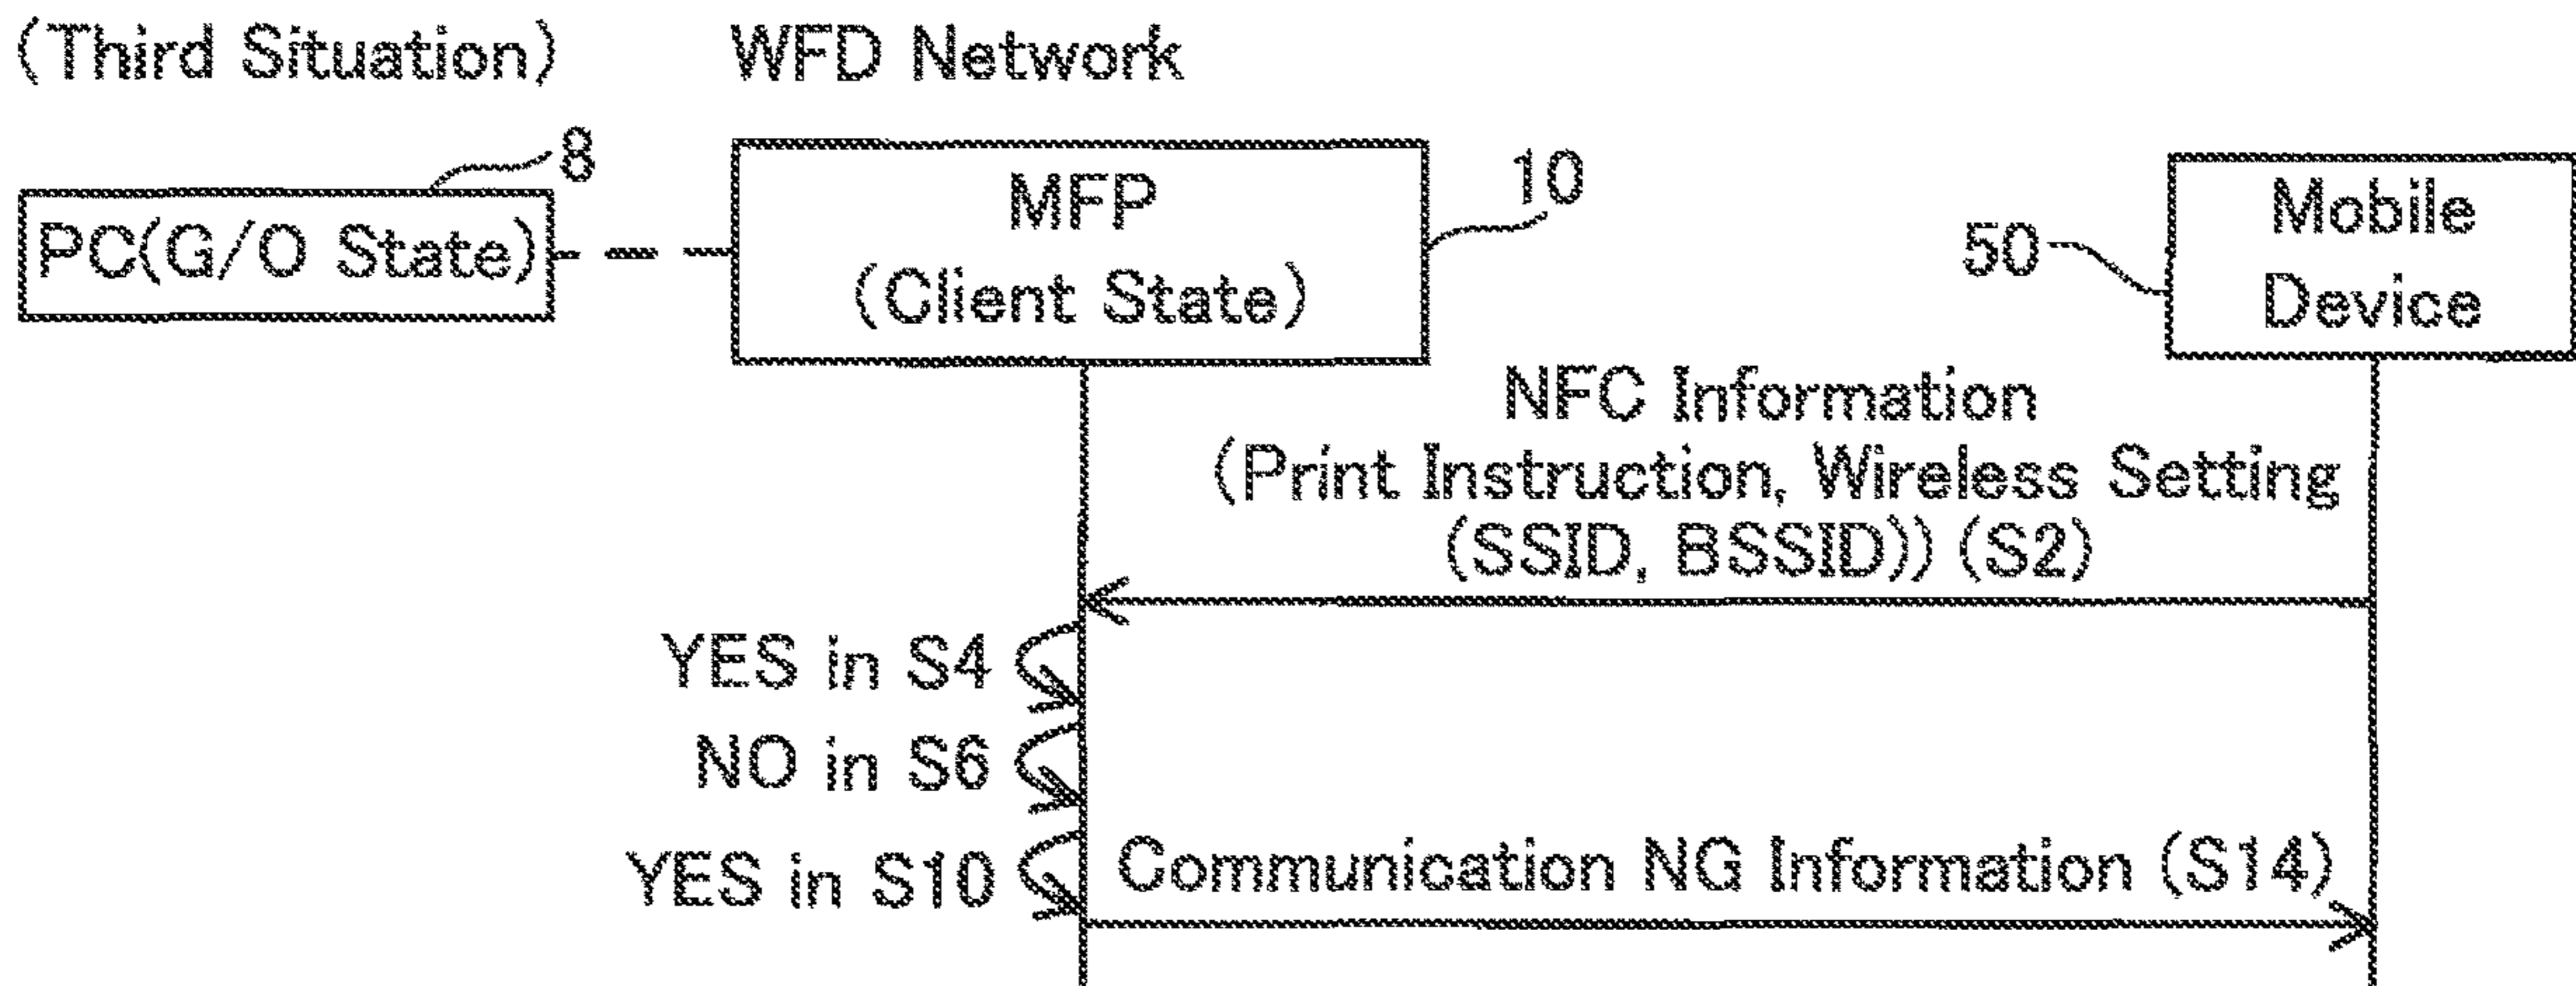 (Third Situation)
WFD Network
8
PC(G/O State)
MFP
(Client State)
10
50
Mobile
Device
NFC Information
(Print Instruction, Wireless Setting
(SSID, BSSID)) (S2)
YES in S4
NO in S6
YES in S10
Communication NG Information (S14)